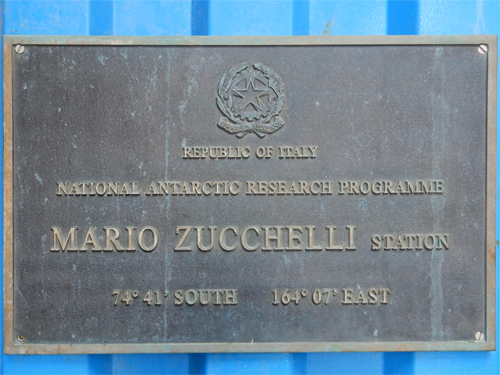 REPUBLIC OF ITALY
NATIONAL ANTARCTIC RESEARCH PROGRAMME
MARIO ZUCCHELLI STATION
74° 41' SOUTH 164° 07' EAST